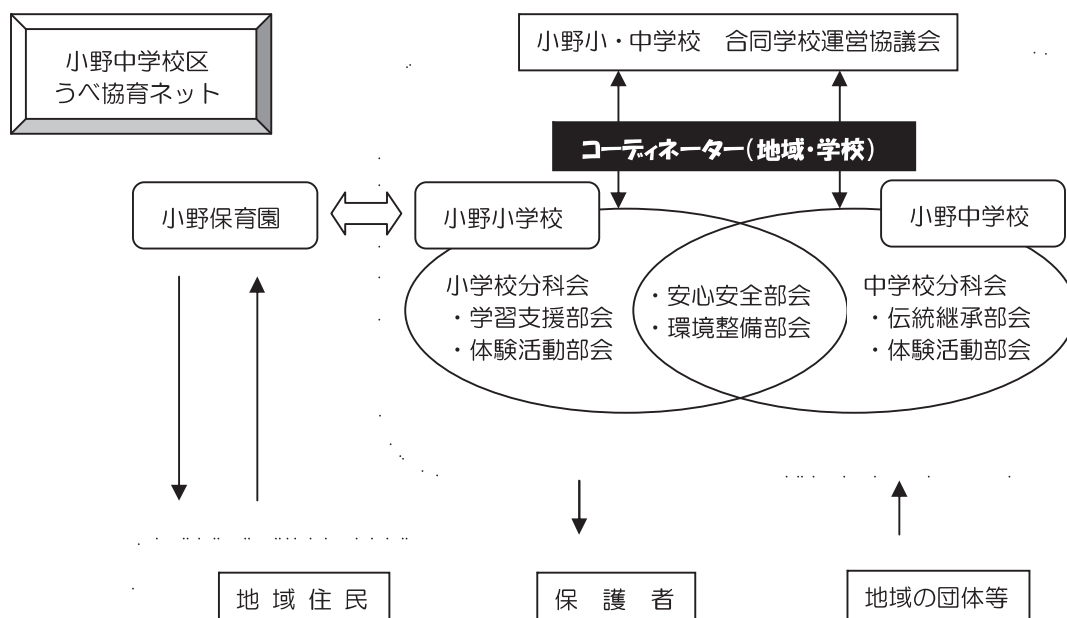 小野中学校区
うべ協育ネット
小野小・中学校　合同学校運営協議会
コーディネーター(地域・学校)
小野保育園
小野小学校
小野中学校
小学校分科会
・学習支援部会
・体験活動部会
・安心安全部会
・環境整備部会
中学校分科会
・伝統継承部会
・体験活動部会
地 域 住 民
保　護　者
地域の団体等